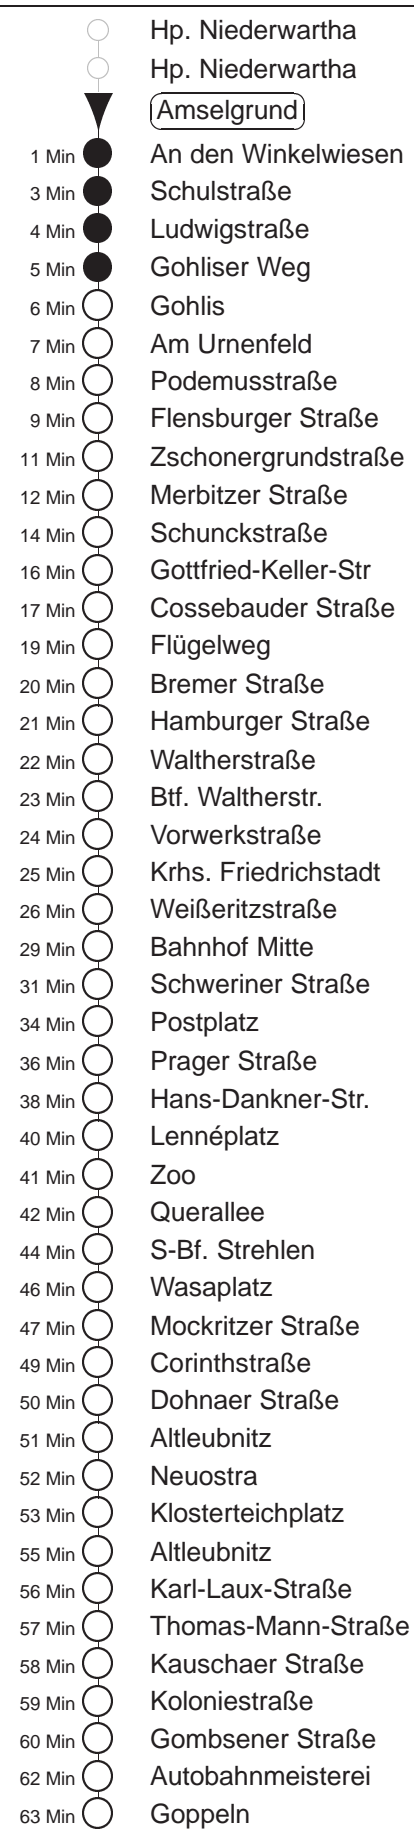 Hp. Niederwartha
Hp. Niederwartha
Amselgrund
1 Min An den Winkelwiesen
3 Min Schulstraße
4 Min Ludwigstraße
5 Min Gohliser Weg
6 Min Gohlis
7 Min Am Urnenfeld
8 Min Podemusstraße
9 Min Flensburger Straße
11 Min Zschonergrundstraße
12 Min Merbitzer Straße
14 Min Schunckstraße
16 Min Gottfried-Keller-Str
17 Min Cossebauder Straße
19 Min Flügelweg
20 Min Bremer Straße
21 Min Hamburger Straße
22 Min Waltherstraße
23 Min Btf. Waltherstr.
24 Min Vorwerkstraße
25 Min Krhs. Friedrichstadt
26 Min Weißeritzstraße
29 Min Bahnhof Mitte
31 Min Schweriner Straße
34 Min Postplatz
36 Min Prager Straße
38 Min Hans-Dankner-Str.
40 Min Lennéplatz
41 Min Zoo
42 Min Querallee
44 Min S-Bf. Strehlen
46 Min Wasaplatz
47 Min Mockritzer Straße
49 Min Corinthstraße
50 Min Dohnaer Straße
51 Min Altleubnitz
52 Min Neuostra
53 Min Klosterteichplatz
55 Min Altleubnitz
56 Min Karl-Laux-Straße
57 Min Thomas-Mann-Straße
58 Min Kauschaer Straße
59 Min Koloniestraße
60 Min Gombsener Straße
62 Min Autobahnmeisterei
63 Min Goppeln